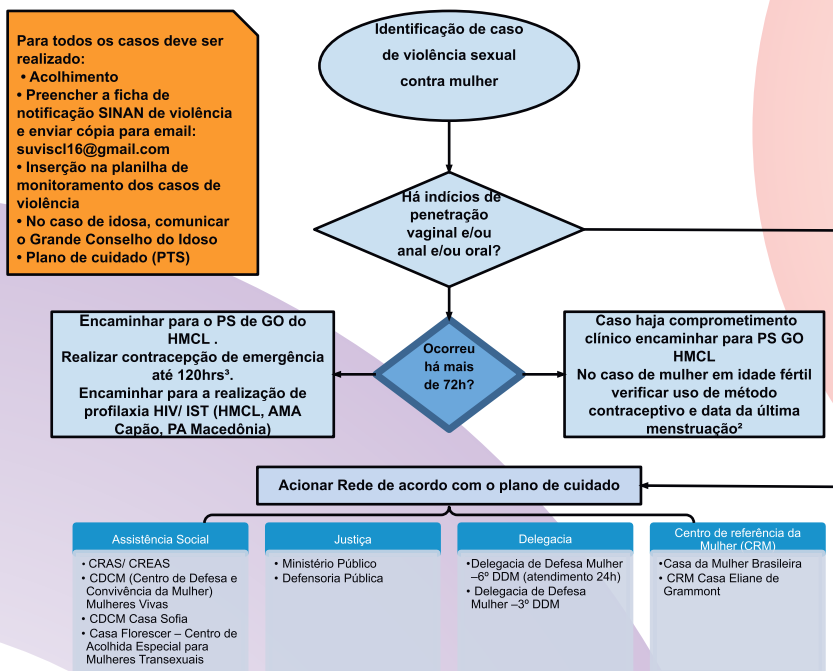 Para todos os casos deve ser
realizado:
• Acolhimento
• Preencher a ficha de
notificação SINAN de violência
e enviar cópia para email:
suviscl16@gmail.com
• Inserção na planilha de
monitoramento dos casos de
violência
• No caso de idosa, comunicar
o Grande Conselho do Idoso
• Plano de cuidado (PTS)
Identificação de caso
de violência sexual
contra mulher
Há indícios de
penetração
vaginal e/ou
anal e/ou oral?
Encaminhar para o PS de GO do
HMCL .
Realizar contracepção de emergência
até 120hrs³.
Encaminhar para a realização de
profilaxia HIV/ IST (HMCL, AMA
Capão, PA Macedônia)
Ocorreu
há mais
de 72h?
Caso haja comprometimento
clínico encaminhar para PS GO
HMCL
No caso de mulher em idade fértil
verificar uso de método
contraceptivo e data da última
menstruação²
Acionar Rede de acordo com o plano de cuidado
Assistência Social
• CRAS/ CREAS
• CDCM (Centro de Defesa e
Convivência da Mulher)
Mulheres Vivas
• CDCM Casa Sofia
• Casa Florescer – Centro de
Acolhida Especial para
Mulheres Transexuais
Justiça
• Ministério Público
• Defensoria Pública
Delegacia
•Delegacia de Defesa Mulher
–6º DDM (atendimento 24h)
• Delegacia de Defesa
Mulher –3º DDM
Centro de referência da
Mulher (CRM)
•Casa da Mulher Brasileira
• CRM Casa Eliane de
Grammont